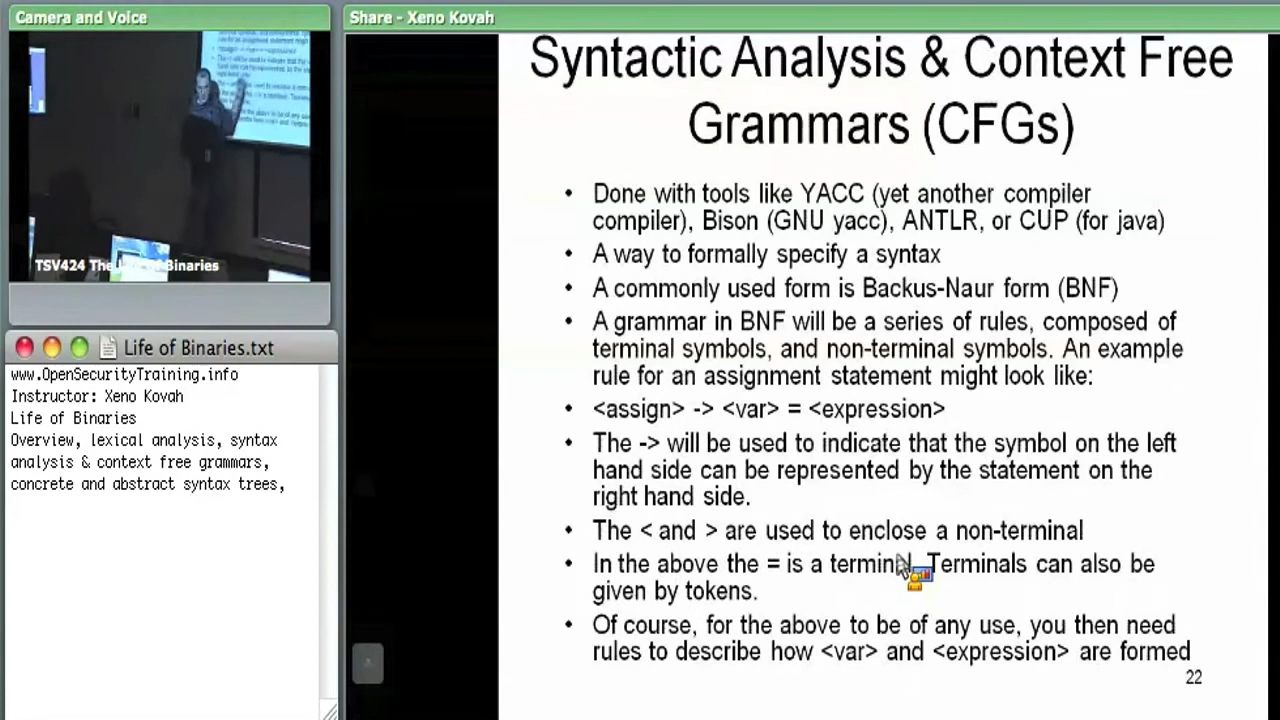 Camera and Voice
TSV424 The Life of Binaries
Life of Binaries.txt
www.OpenSecurityTraining.info
Instructor: Xeno Kovah
Life of Binaries
Overview, lexical analysis, syntax
analysis & context free grammars,
concrete and abstract syntax trees,
Share - Xeno Kovah
Syntactic Analysis & Context Free
Grammars (CFGs)
• Done with tools like YACC (yet another compiler
compiler), Bison (GNU yacc), ANTLR, or CUP (for java)
• A way to formally specify a syntax
• A commonly used form is Backus-Naur form (BNF)
• A grammar in BNF will be a series of rules, composed of
terminal symbols, and non-terminal symbols. An example
rule for an assignment statement might look like:
• <assign> -> <var> = <expression>
• The -> will be used to indicate that the symbol on the left
hand side can be represented by the statement on the
right hand side.
• The < and > are used to enclose a non-terminal
• In the above the = is a terminal. Terminals can also be
given by tokens.
• Of course, for the above to be of any use, you then need
rules to describe how <var> and <expression> are formed
22